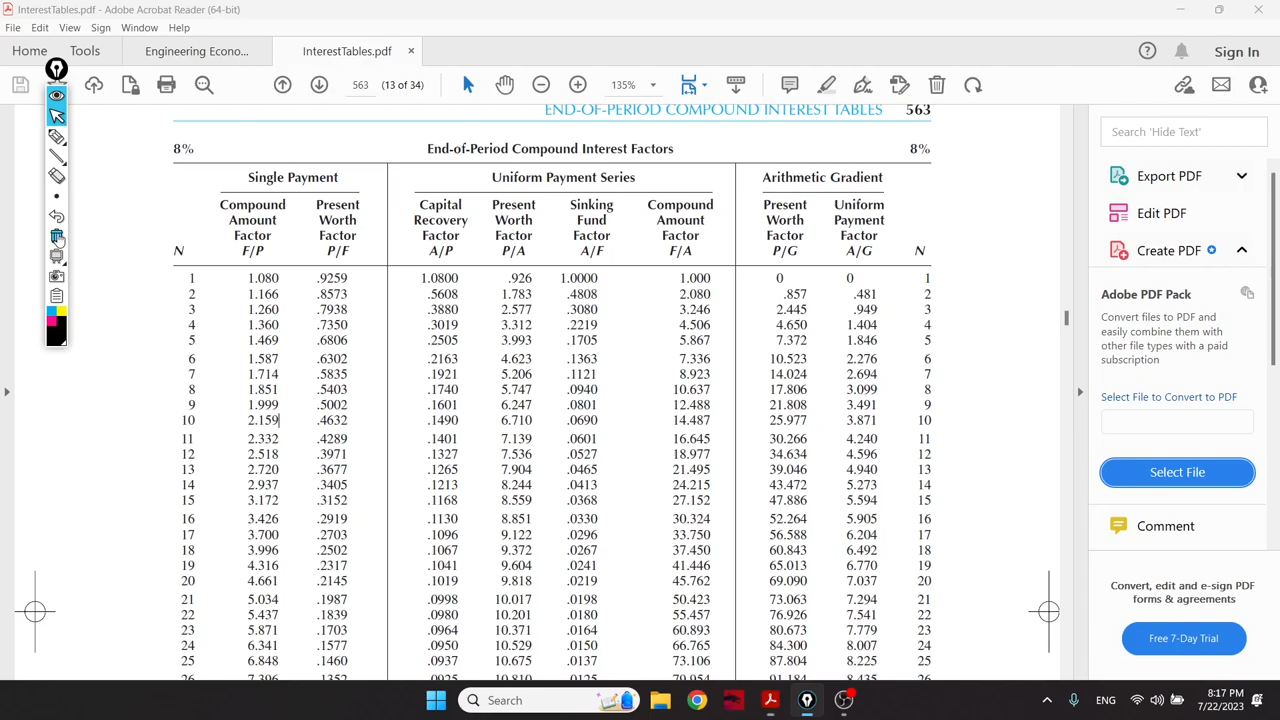 InterestTables.pdf - Adobe Acrobat Reader (64-bit)
File Edit View Sign Window Help
Home Tools Engineering Econo... InterestTables.pdf × Sign In
563 (13 of 34) 135%
END-OF-PERIOD COMPOUND INTEREST TABLES 563
8% End-of-Period Compound Interest Factors 8%
Single Payment Uniform Payment Series Arithmetic Gradient
Compound Present Capital Present Sinking Compound Present Uniform
Amount Worth Recovery Worth Fund Amount Worth Payment
Factor Factor Factor Factor Factor Factor Factor Factor
N F/P P/F A/P P/A A/F F/A P/G A/G N
1 1.080 .9259 1.0800 .926 1.0000 1.000 0 0 1
2 1.166 .8573 .5608 1.783 .4808 2.080 .857 .481 2
3 1.260 .7938 .3880 2.577 .3080 3.246 2.445 .949 3
4 1.360 .7350 .3019 3.312 .2219 4.506 4.650 1.404 4
5 1.469 .6806 .2505 3.993 .1705 5.867 7.372 1.846 5
6 1.587 .6302 .2163 4.623 .1363 7.336 10.523 2.276 6
7 1.714 .5835 .1921 5.206 .1121 8.923 14.024 2.694 7
8 1.851 .5403 .1740 5.747 .0940 10.637 17.806 3.099 8
9 1.999 .5002 .1601 6.247 .0801 12.488 21.808 3.491 9
10 2.159 .4632 .1490 6.710 .0690 14.487 25.977 3.871 10
11 2.332 .4289 .1401 7.139 .0601 16.645 30.266 4.240 11
12 2.518 .3971 .1327 7.536 .0527 18.977 34.634 4.596 12
13 2.720 .3677 .1265 7.904 .0465 21.495 39.046 4.940 13
14 2.937 .3405 .1213 8.244 .0413 24.215 43.472 5.273 14
15 3.172 .3152 .1168 8.559 .0368 27.152 47.886 5.594 15
16 3.426 .2919 .1130 8.851 .0330 30.324 52.264 5.905 16
17 3.700 .2703 .1096 9.122 .0296 33.750 56.588 6.204 17
18 3.996 .2502 .1067 9.372 .0267 37.450 60.843 6.492 18
19 4.316 .2317 .1041 9.604 .0241 41.446 65.013 6.770 19
20 4.661 .2145 .1019 9.818 .0219 45.762 69.090 7.037 20
21 5.034 .1987 .0998 10.017 .0198 50.423 73.063 7.294 21
22 5.437 .1839 .0980 10.201 .0180 55.457 76.926 7.541 22
23 5.871 .1703 .0964 10.371 .0164 60.893 80.673 7.779 23
24 6.341 .1577 .0950 10.529 .0150 66.765 84.300 8.007 24
25 6.848 .1460 .0937 10.675 .0137 73.106 87.804 8.225 25
26 7.396 .1352 .0925 10.810 .0125 79.954 91.184 8.435 26
Search 'Hide Text'
Export PDF
Edit PDF
Create PDF
Adobe PDF Pack
Convert files to PDF and
easily combine them with
other file types with a paid
subscription
Select File to Convert to PDF
Select File
Comment
Convert, edit and e-sign PDF
forms & agreements
Free 7-Day Trial
Search
ENG
8:17 PM
7/22/2023